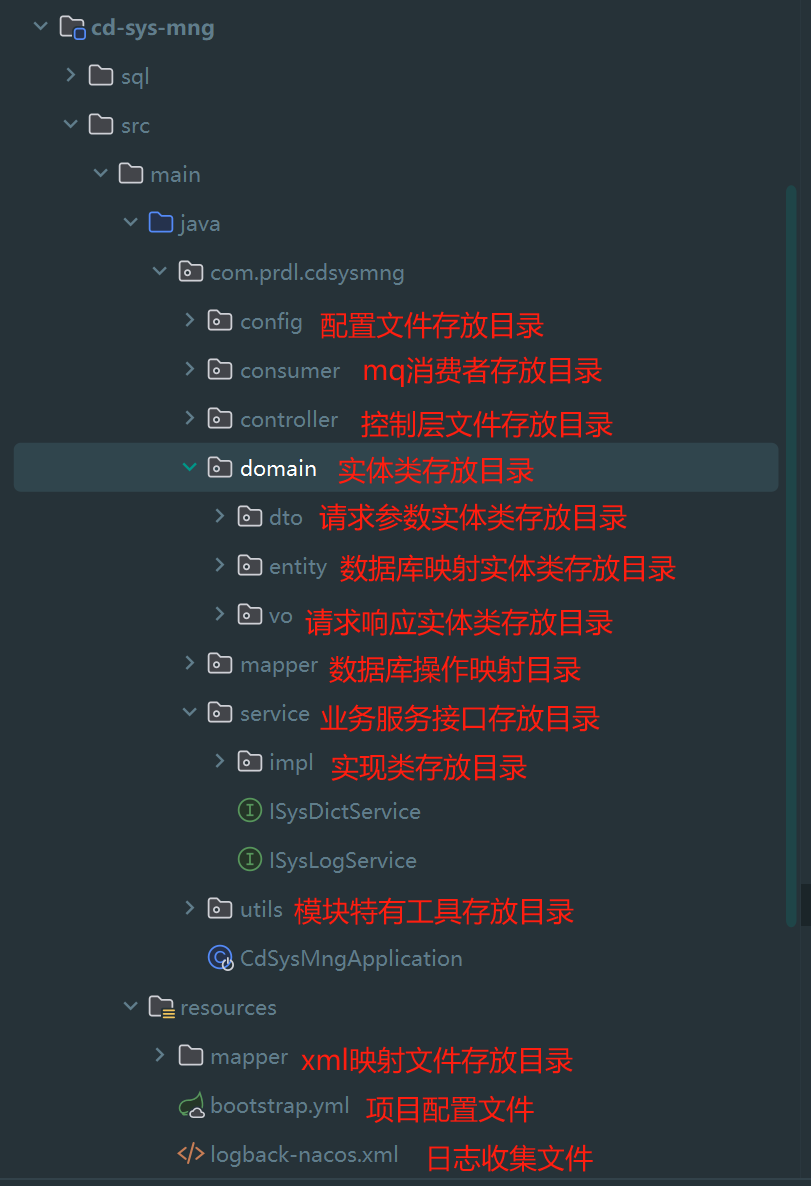 cd-sys-mng
sql
src
main
java
com.prdl.cdsysmng
config 配置文件存放目录
consumer mq消费者存放目录
controller 控制层文件存放目录
domain 实体类存放目录
dto 请求参数实体类存放目录
entity 数据库映射实体类存放目录
vo 请求响应实体类存放目录
mapper 数据库操作映射目录
service 业务服务接口存放目录
impl 实现类存放目录
ISysDictService
ISysLogService
utils 模块特有工具存放目录
CdSysMngApplication
resources
mapper xml映射文件存放目录
bootstrap.yml 项目配置文件
logback-nacos.xml 日志收集文件